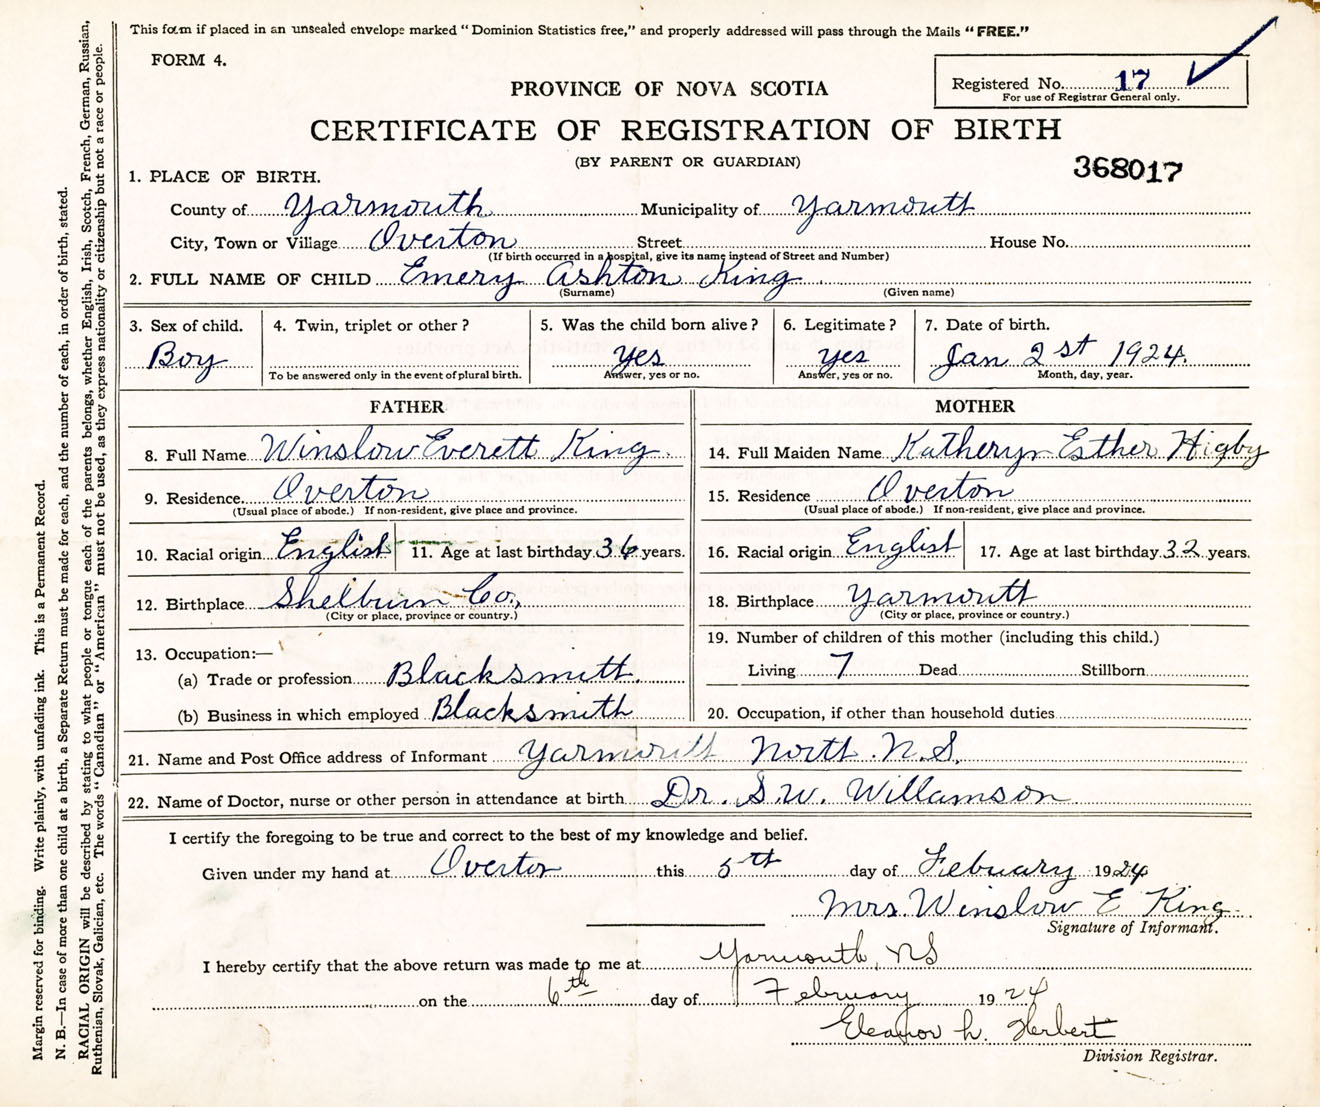 This form if placed in an unsealed envelope marked "Dominion Statistics free," and properly addressed will pass through the Mails "FREE."
FORM 4.
Registered No. 17
For use of Registrar General only.
PROVINCE OF NOVA SCOTIA
CERTIFICATE OF REGISTRATION OF BIRTH
(BY PARENT OR GUARDIAN)
368017
1. PLACE OF BIRTH.
County of Yarmouth Municipality of Yarmouth
City, Town or Village Overton Street House No.
(If birth occurred in a hospital, give its name instead of Street and Number)
2. FULL NAME OF CHILD Emery Ashton King
(Surname) (Given name)
3. Sex of child. 4. Twin, triplet or other? 5. Was the child born alive? 6. Legitimate? 7. Date of birth.
Boy yes yes Jan 2st 1924.
To be answered only in the event of plural birth. Answer, yes or no. Answer, yes or no. Month, day, year.
FATHER
8. Full Name Winslow Everett King.
9. Residence. Overton
(Usual place of abode.) If non-resident, give place and province.
10. Racial origin English 11. Age at last birthday 36 years.
12. Birthplace Shelburn Co.,
(City or place, province or country.)
13. Occupation:—
(a) Trade or profession Blacksmith.
(b) Business in which employed Blacksmith
MOTHER
14. Full Maiden Name Katheryn Esther Higby
15. Residence Overton
(Usual place of abode.) If non-resident, give place and province.
16. Racial origin English 17. Age at last birthday 32 years.
18. Birthplace Yarmouth
(City or place, province or country.)
19. Number of children of this mother (including this child.)
Living 7 Dead Stillborn
20. Occupation, if other than household duties
21. Name and Post Office address of Informant Yarmouth North N.S.
22. Name of Doctor, nurse or other person in attendance at birth Dr. S.W. Willamson
I certify the foregoing to be true and correct to the best of my knowledge and belief.
Given under my hand at Overton this 5th day of February 1924
Mrs. Winslow E King
Signature of Informant.
I hereby certify that the above return was made to me at Yarmouth, NS
on the 6th day of February 1924
Eleanor L. Herbert
Division Registrar.
Margin reserved for binding. Write plainly, with unfading ink. This is a Permanent Record.
N. B.—In case of more than one child at a birth, a Separate Return must be made for each, and the number of each, in order of birth, stated.
RACIAL ORIGIN will be described by stating to what people or tongue each of the parents belongs, whether English, Irish, Scotch, French, German, Russian,
Ruthenian, Slovak, Galician, etc. The words "Canadian" or "American" must not be used, as they express nationality or citizenship but not a race or people.